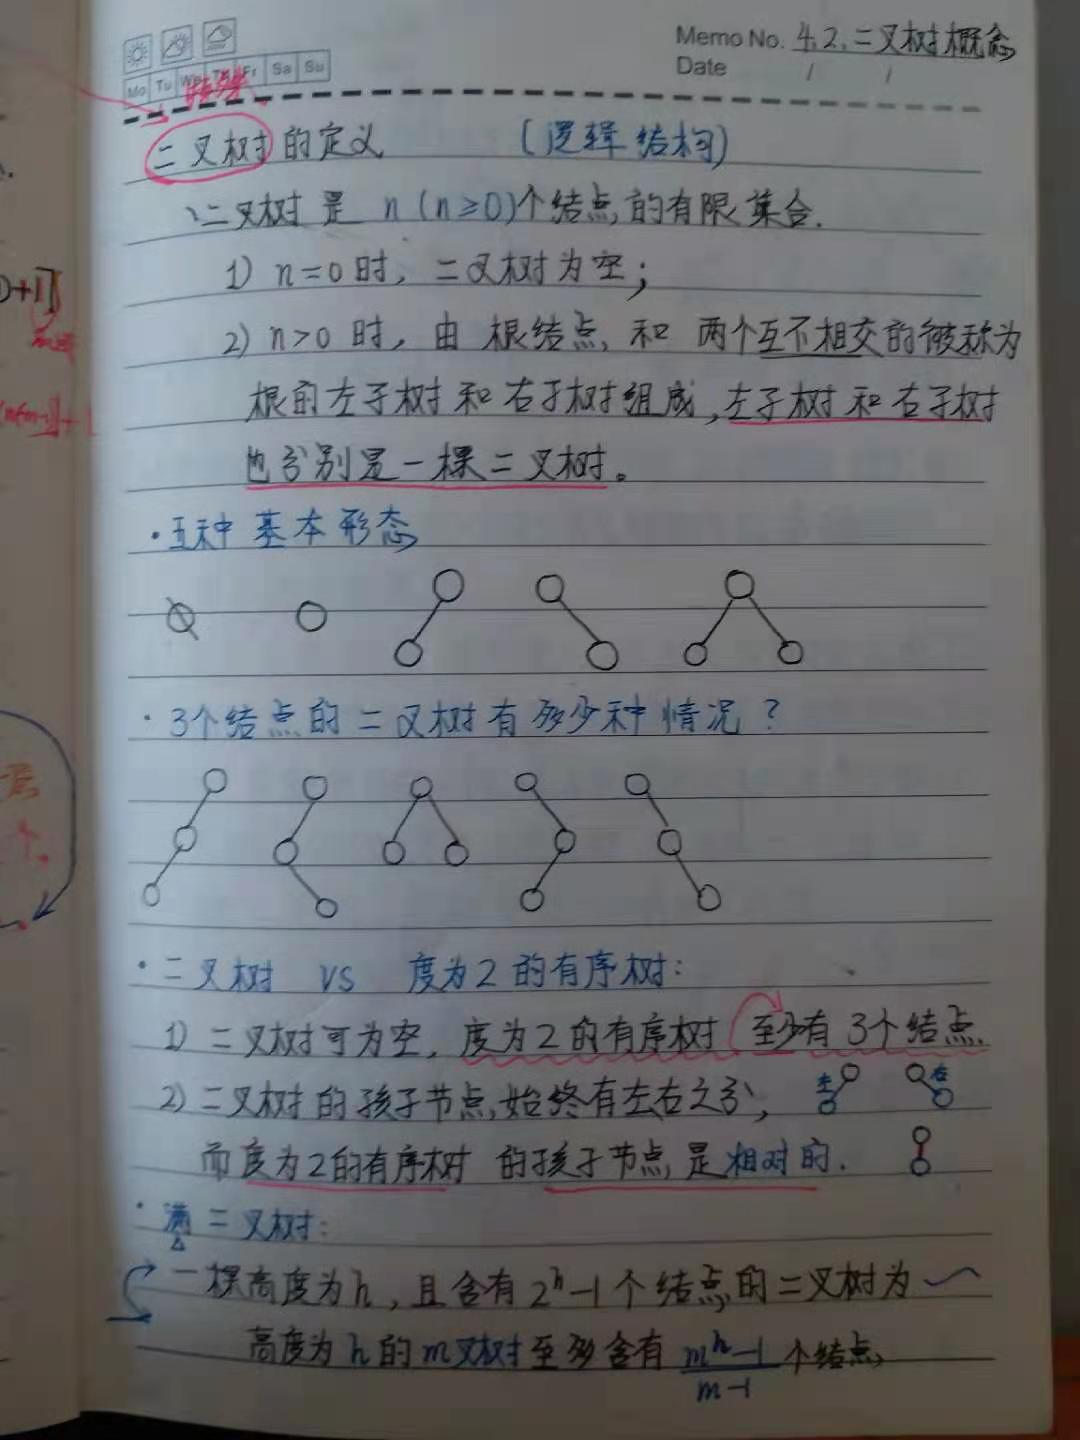 Memo No. 4.2.二叉树概念
Date / /
Mo Tu We Th Fr Sa Su
二叉树的定义 (逻辑结构)
、二叉树是 n(n≥0)个结点的有限集合.
1) n=0时,二叉树为空;
2) n>0 时,由 根结点 和 两个互不相交的被称为
根的左子树和右子树组成,左子树和右子树
也分别是一棵二叉树。
·五种基本形态
·3个结点的二叉树有多少种情况?
·二叉树 VS 度为2的有序树:
1) 二叉树可为空,度为2的有序树 至少有3个结点.
2) 二叉树的孩子节点,始终有左右之分,
左 右
而度为2的有序树 的孩子节点是相对的.
·满二叉树:
一棵高度为h,且含有2^h-1个结点的二叉树为
高度为h的m叉树至多含有 m^h-1/m-1 个结点